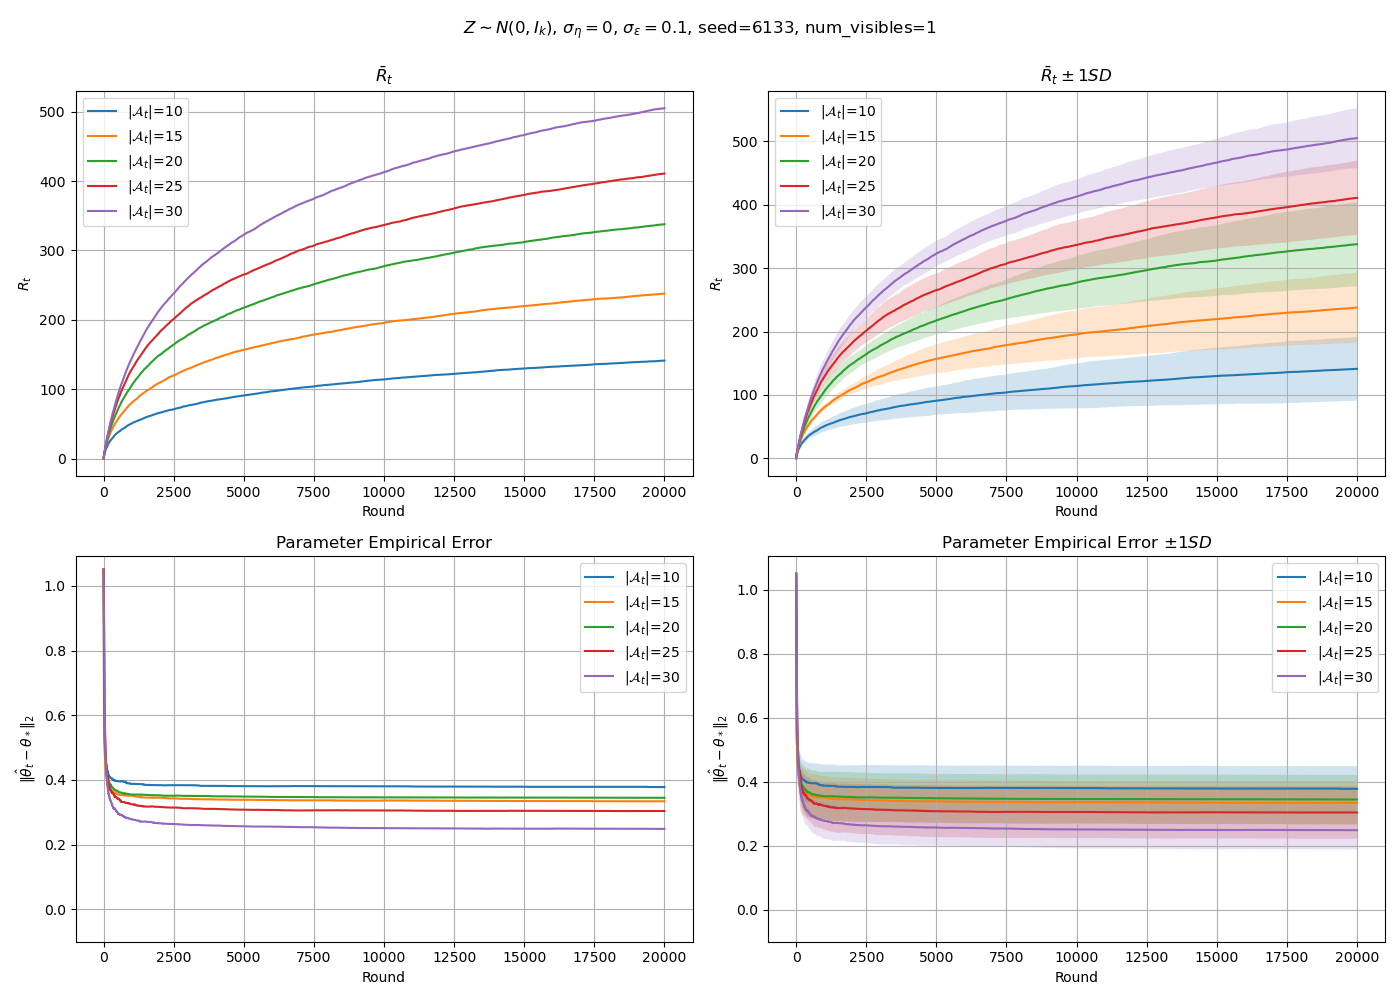 Z ∼ N(0, I_k), σ_η = 0, σ_ε = 0.1, seed=6133, num_visibles=1
R̄_t
500
400
300
200
100
0
R_t
|𝒜_t|=10
|𝒜_t|=15
|𝒜_t|=20
|𝒜_t|=25
|𝒜_t|=30
0 2500 5000 7500 10000 12500 15000 17500 20000
Round
R̄_t ± 1SD
500
400
300
200
100
0
R_t
|𝒜_t|=10
|𝒜_t|=15
|𝒜_t|=20
|𝒜_t|=25
|𝒜_t|=30
0 2500 5000 7500 10000 12500 15000 17500 20000
Round
Parameter Empirical Error
1.0
0.8
0.6
0.4
0.2
0.0
‖θ̂_t − θ_*‖_2
|𝒜_t|=10
|𝒜_t|=15
|𝒜_t|=20
|𝒜_t|=25
|𝒜_t|=30
0 2500 5000 7500 10000 12500 15000 17500 20000
Round
Parameter Empirical Error ±1SD
1.0
0.8
0.6
0.4
0.2
0.0
‖θ̂_t − θ_*‖_2
|𝒜_t|=10
|𝒜_t|=15
|𝒜_t|=20
|𝒜_t|=25
|𝒜_t|=30
0 2500 5000 7500 10000 12500 15000 17500 20000
Round